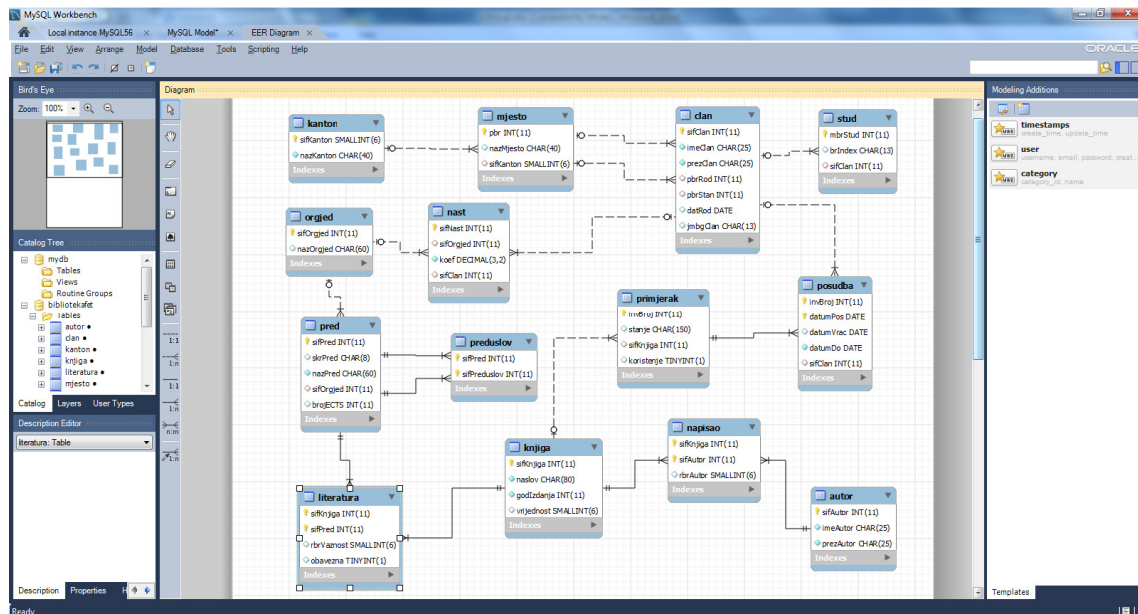 MySQL Workbench
Local instance MySQL56 × MySQL Model* × EER Diagram ×
File Edit View Arrange Model Database Tools Scripting Help
ORACLE
Bird's Eye
Zoom: 100%
Diagram
Modeling Additions
timestamps
create_time, update_time
user
username, email, password, creat...
category
category_id, name
Templates
Catalog Tree
mydb
Tables
Views
Routine Groups
bibliotekafet
Tables
autor
clan
kanton
knjiga
literatura
mjesto
Catalog Layers User Types
Description Editor
literatura: Table
Description Properties H
Ready
1:1
1:n
1:1
1:n
n:m
1:n
kanton
sifKanton SMALLINT(6)
nazKanton CHAR(40)
Indexes
mjesto
pbr INT(11)
nazMjesto CHAR(40)
sifKanton SMALLINT(6)
Indexes
clan
sifClan INT(11)
imeClan CHAR(25)
prezClan CHAR(25)
pbrRod INT(11)
pbrStan INT(11)
datRod DATE
jmbgClan CHAR(13)
Indexes
stud
mbrStud INT(11)
brIndex CHAR(13)
sifClan INT(11)
Indexes
orgjed
sifOrgjed INT(11)
nazOrgjed CHAR(60)
Indexes
nast
sifNast INT(11)
sifOrgjed INT(11)
koef DECIMAL(3,2)
sifClan INT(11)
Indexes
pred
sifPred INT(11)
skrPred CHAR(8)
nazPred CHAR(60)
sifOrgjed INT(11)
brojECTS INT(11)
Indexes
preduslov
sifPred INT(11)
sifPreduslov INT(11)
Indexes
primjerak
invBroj INT(11)
stanje CHAR(150)
sifKnjiga INT(11)
koristanje TINYINT(1)
Indexes
posudba
invBroj INT(11)
datumPos DATE
datumVrac DATE
datumDo DATE
sifClan INT(11)
Indexes
literatura
sifKnjiga INT(11)
sifPred INT(11)
rbrVaznost SMALLINT(6)
obavezna TINYINT(1)
Indexes
knjiga
sifKnjiga INT(11)
naslov CHAR(80)
godIzdanja INT(11)
vrijednost SMALLINT(6)
Indexes
napisao
sifKnjiga INT(11)
sifAutor INT(11)
rbrAutor SMALLINT(6)
Indexes
autor
sifAutor INT(11)
imeAutor CHAR(25)
prezAutor CHAR(25)
Indexes